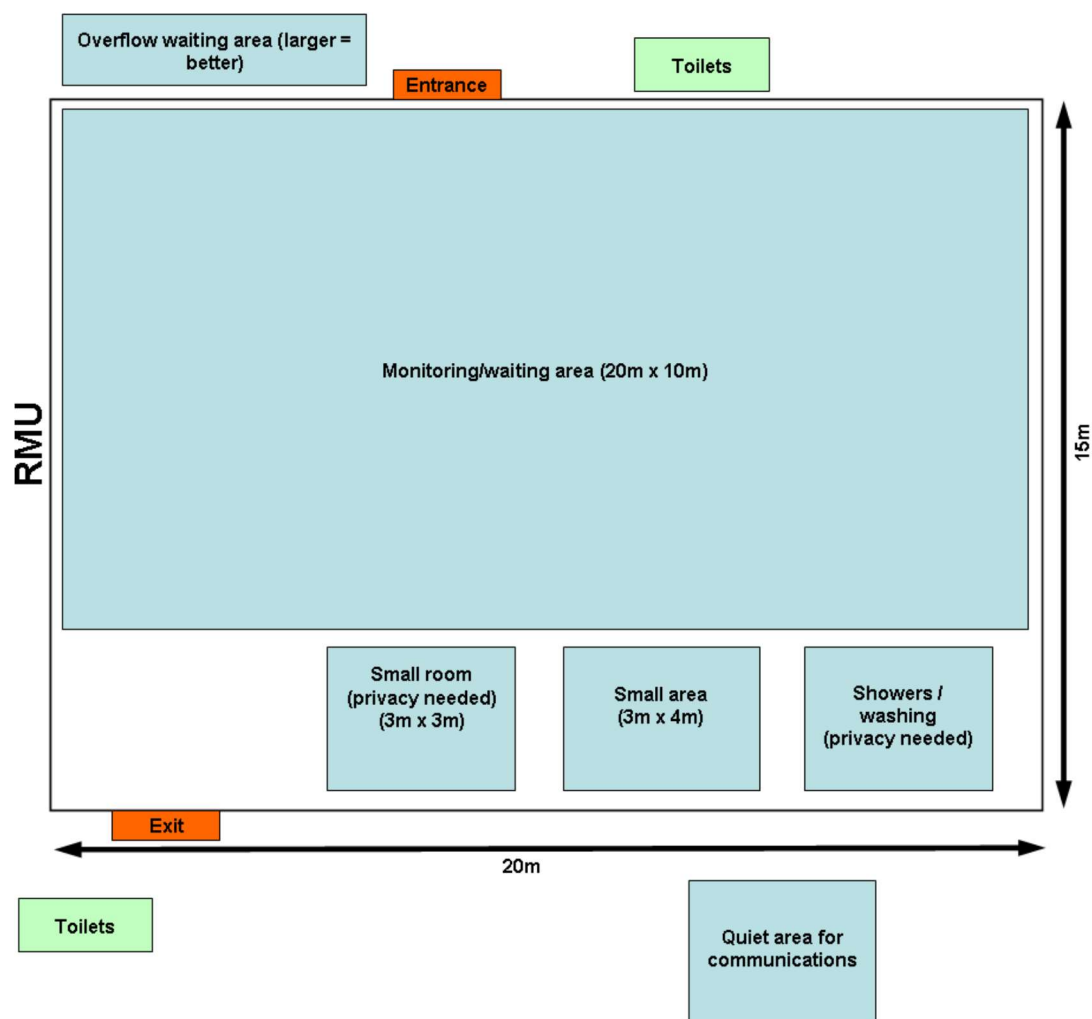 Overflow waiting area (larger =
better)
Entrance
Toilets
Monitoring/waiting area (20m x 10m)
RMU
15m
Small room
(privacy needed)
(3m x 3m)
Small area
(3m x 4m)
Showers /
washing
(privacy needed)
Exit
20m
Toilets
Quiet area for
communications